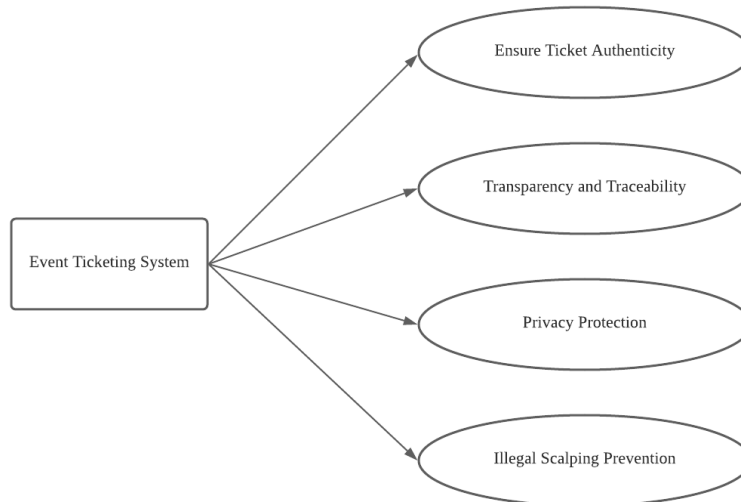 Ensure Ticket Authenticity
Transparency and Traceability
Event Ticketing System
Privacy Protection
Illegal Scalping Prevention